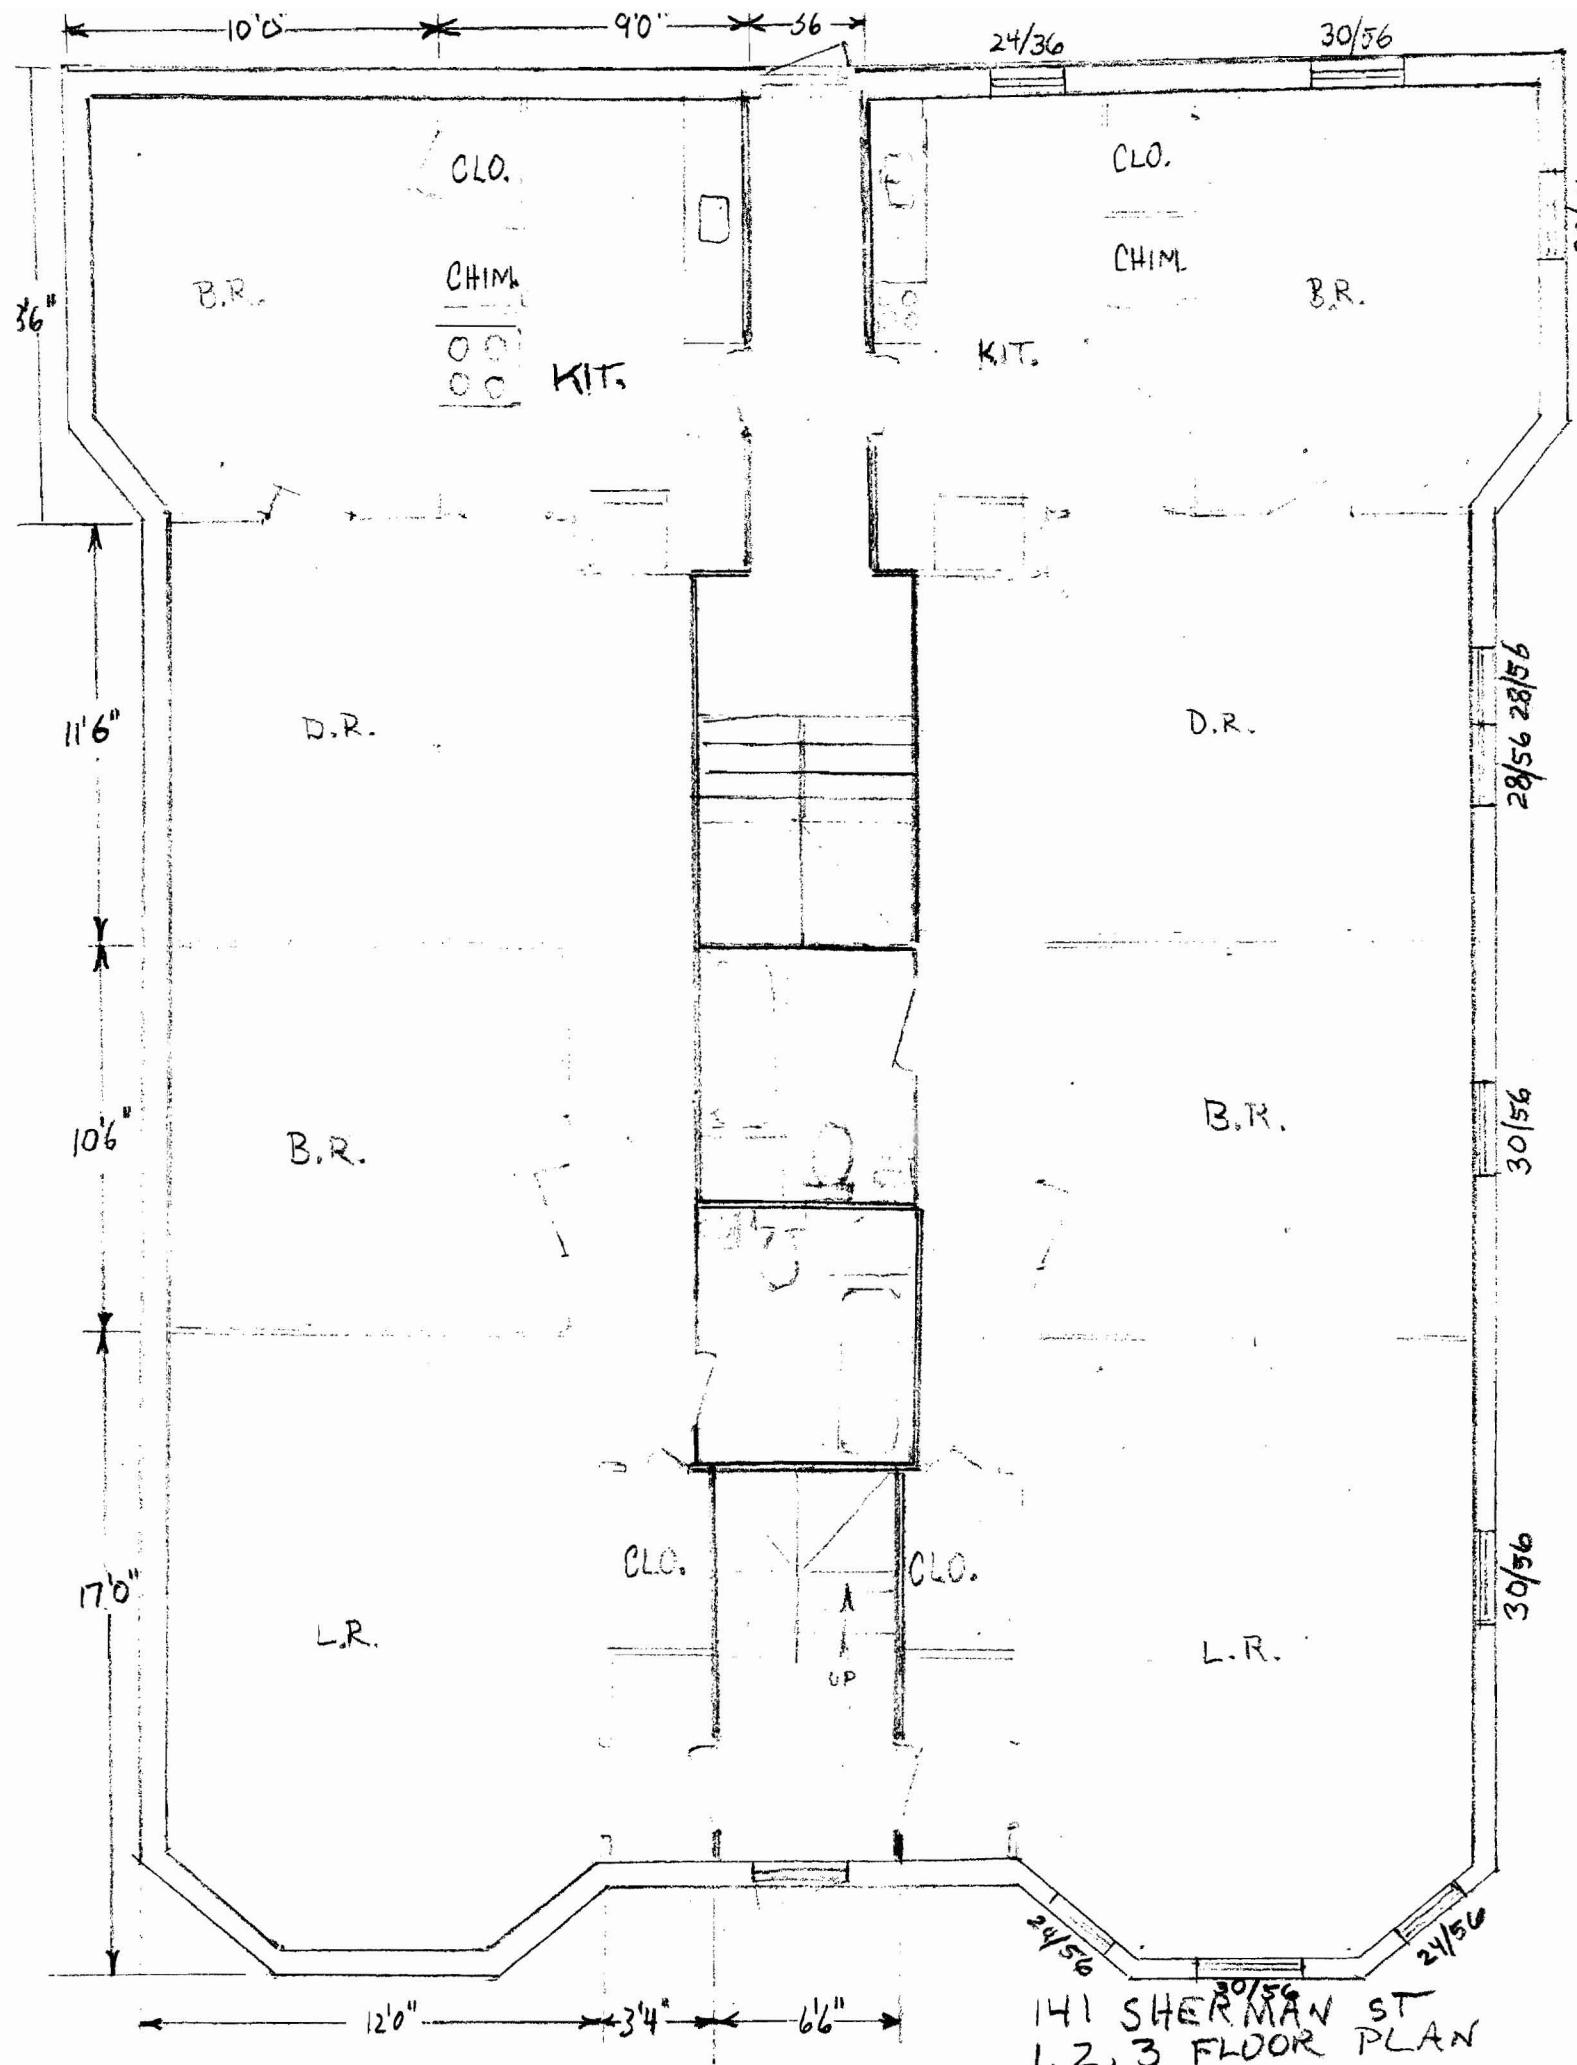 10'0"
9'0"
36
24/36
30/56
CLO.
CLO.
CHIM.
CHIM.
B.R.
B.R.
3'6"
KIT.
KIT.
11'6"
D.R.
D.R.
28/56
28/56
10'6"
B.R.
B.R.
30/56
17'0"
CLO.
CLO.
30/56
L.R.
L.R.
UP
24/56
24/56
30/56
12'0"
3'4"
6'6"
141 SHERMAN ST
1, 2, 3 FLOOR PLAN